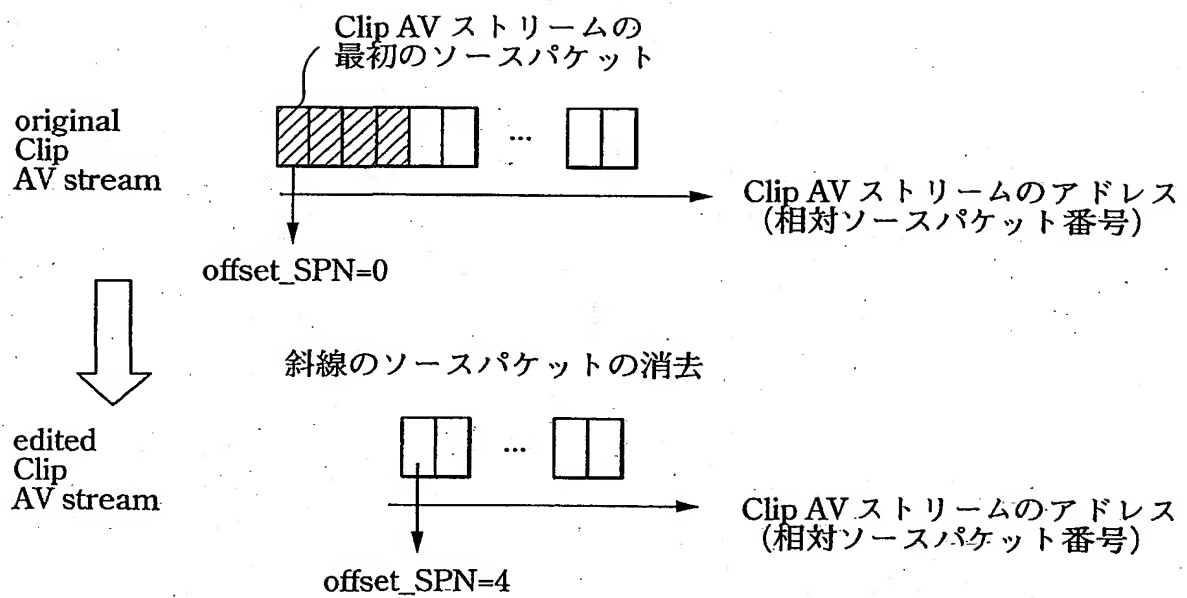 Clip AV ストリームの
最初のソースパケット
original
Clip
AV stream
...
Clip AV ストリームのアドレス
(相対ソースパケット番号)
offset_SPN=0
斜線のソースパケットの消去
edited
Clip
AV stream
...
Clip AV ストリームのアドレス
(相対ソースパケット番号)
offset_SPN=4